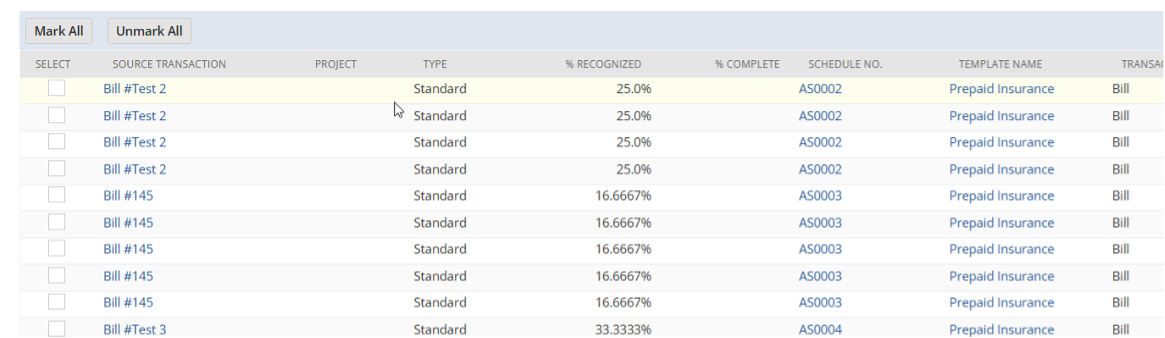 Mark All Unmark All
SELECT SOURCE TRANSACTION PROJECT TYPE % RECOGNIZED % COMPLETE SCHEDULE NO. TEMPLATE NAME TRANSAC
Bill #Test 2 Standard 25.0% AS0002 Prepaid Insurance Bill
Bill #Test 2 Standard 25.0% AS0002 Prepaid Insurance Bill
Bill #Test 2 Standard 25.0% AS0002 Prepaid Insurance Bill
Bill #Test 2 Standard 25.0% AS0002 Prepaid Insurance Bill
Bill #145 Standard 16.6667% AS0003 Prepaid Insurance Bill
Bill #145 Standard 16.6667% AS0003 Prepaid Insurance Bill
Bill #145 Standard 16.6667% AS0003 Prepaid Insurance Bill
Bill #145 Standard 16.6667% AS0003 Prepaid Insurance Bill
Bill #145 Standard 16.6667% AS0003 Prepaid Insurance Bill
Bill #Test 3 Standard 33.3333% AS0004 Prepaid Insurance Bill